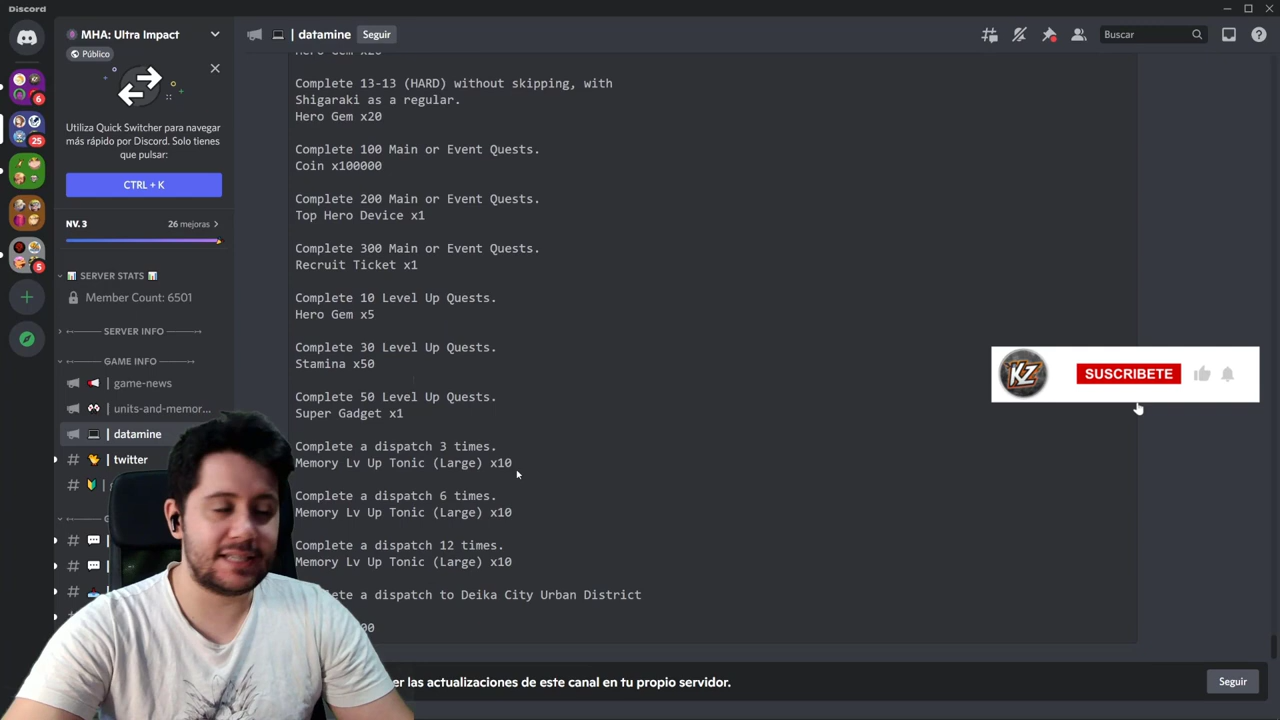 Discord
MHA: Ultra Impact
Público
Utiliza Quick Switcher para navegar
más rápido por Discord. Solo tienes
que pulsar:
CTRL + K
NV. 3
26 mejoras
SERVER STATS
Member Count: 6501
SERVER INFO
GAME INFO
| game-news
| units-and-memor...
| datamine
| twitter
6
25
5
| datamine
Seguir
Buscar
Hero Gem x20
Complete 13-13 (HARD) without skipping, with
Shigaraki as a regular.
Hero Gem x20
Complete 100 Main or Event Quests.
Coin x100000
Complete 200 Main or Event Quests.
Top Hero Device x1
Complete 300 Main or Event Quests.
Recruit Ticket x1
Complete 10 Level Up Quests.
Hero Gem x5
Complete 30 Level Up Quests.
Stamina x50
Complete 50 Level Up Quests.
Super Gadget x1
Complete a dispatch 3 times.
Memory Lv Up Tonic (Large) x10
Complete a dispatch 6 times.
Memory Lv Up Tonic (Large) x10
Complete a dispatch 12 times.
Memory Lv Up Tonic (Large) x10
a dispatch to Deika City Urban District
KZ
SUSCRIBETE
las actualizaciones de este canal en tu propio servidor.
Seguir